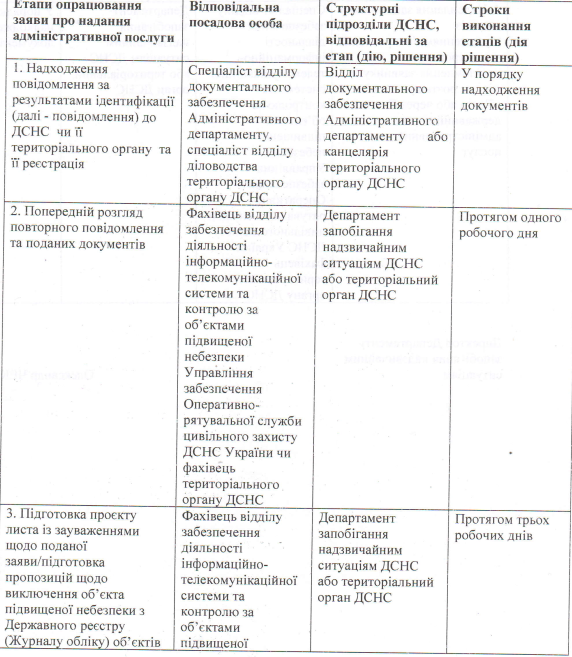 Етапи опрацювання
заяви про надання
адміністративної послуги
Відповідальна
посадова особа
Структурні
підрозділи ДСНС,
відповідальні за
етап (дію, рішення)
Строки
виконання
етапів (дія
рішення)
1. Надходження
повідомлення за
результатами ідентифікації
(далі - повідомлення) до
ДСНС чи її
територіального органу та
її реєстрація
Спеціаліст відділу
документального
забезпечення
Адміністративного
департаменту,
спеціаліст відділу
діловодства
територіального
органу ДСНС
Відділ
документального
забезпечення
Адміністративного
департаменту або
канцелярія
територіального
органу ДСНС
У порядку
надходження
документів
2. Попередній розгляд
повторного повідомлення
та поданих документів
Фахівець відділу
забезпечення
діяльності
інформаційно-
телекомунікаційної
системи та
контролю за
об’єктами
підвищеної
небезпеки
Управління
забезпечення
Оперативно-
рятувальної служби
цивільного захисту
ДСНС України чи
фахівець
територіального
органу ДСНС
Департамент
запобігання
надзвичайним
ситуаціям ДСНС
або територіальний
орган ДСНС
Протягом одного
робочого дня
3. Підготовка проєкту
листа із зауваженнями
щодо поданої
заяви/підготовка
пропозицій щодо
виключення об’єкта
підвищеної небезпеки з
Державного реєстру
(Журналу обліку) об’єктів
Фахівець відділу
забезпечення
діяльності
інформаційно-
телекомунікаційної
системи та
контролю за
об’єктами
підвищеної
Департамент
запобігання
надзвичайним
ситуаціям ДСНС
або територіальний
орган ДСНС
Протягом трьох
робочих днів